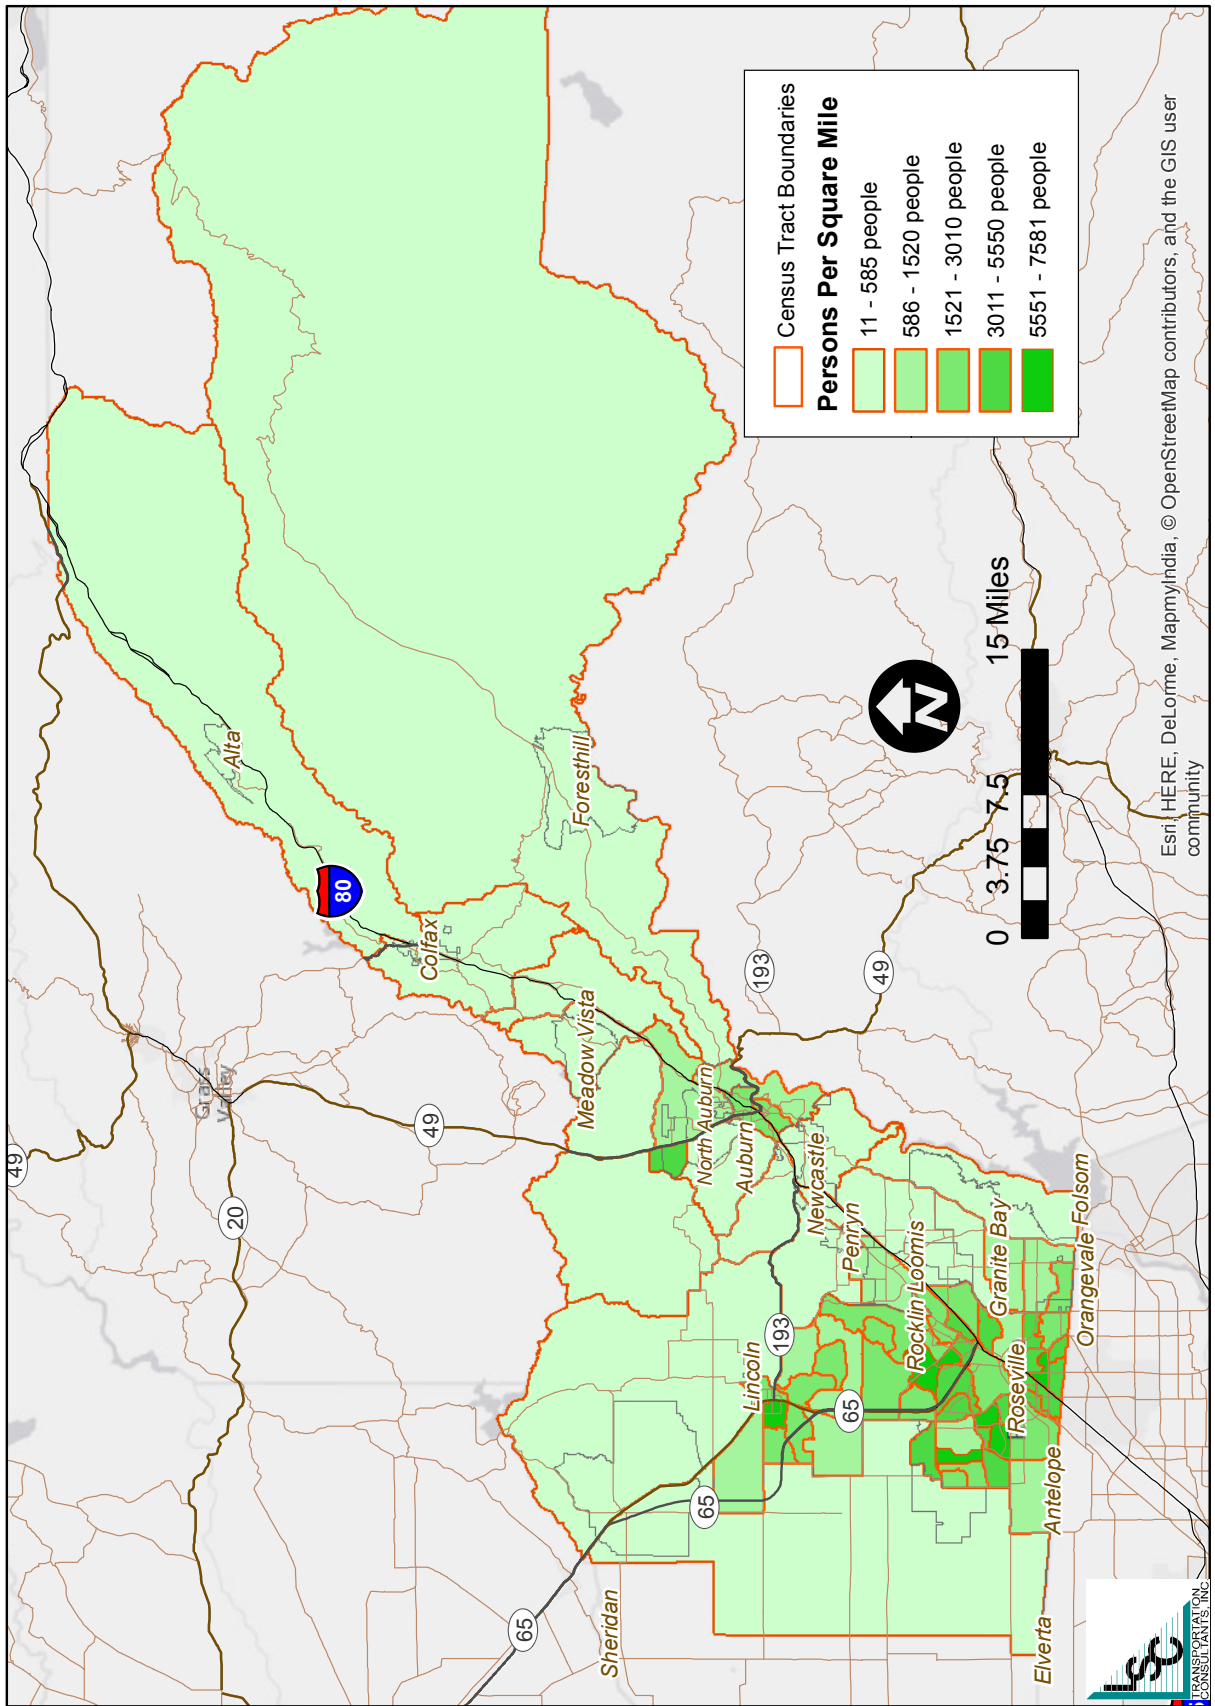 49
20
Grass
Valley
49
80
Alta
Colfax
Foresthill
Meadow Vista
North Auburn
Auburn
193
49
Newcastle
Penryn
Rocklin Loomis
Granite Bay
Orangevale Folsom
Lincoln
193
65
Roseville
65
Antelope
65
Sheridan
Elverta
Census Tract Boundaries
Persons Per Square Mile
11 - 585 people
586 - 1520 people
1521 - 3010 people
3011 - 5550 people
5551 - 7581 people
N
0 3.75 7.5 15 Miles
Esri, HERE, DeLorme, MapmyIndia, © OpenStreetMap contributors, and the GIS user
community
LSC
TRANSPORTATION
CONSULTANTS, INC.